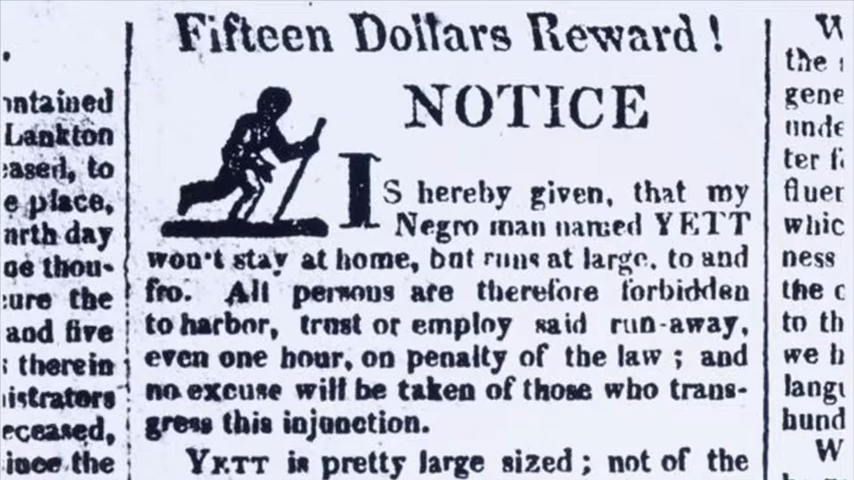 ntained
Lankton
eased, to
e place,
arth day
ne thou-
ure the
and five
therein
istrators
eceased,
ince the
Fifteen Dollars Reward!
NOTICE
IS hereby given, that my
Negro man named YETT
won't stay at home, but runs at large, to and
fro. All persons are therefore forbidden
to harbor, trust or employ said run-away,
even one hour, on penalty of the law ; and
no excuse will be taken of those who trans-
gress this injunction.
YETT is pretty large sized ; not of the
W
the
gene
unde
ter
fluen
whic
ness
the
to th
we h
langu
hund
W